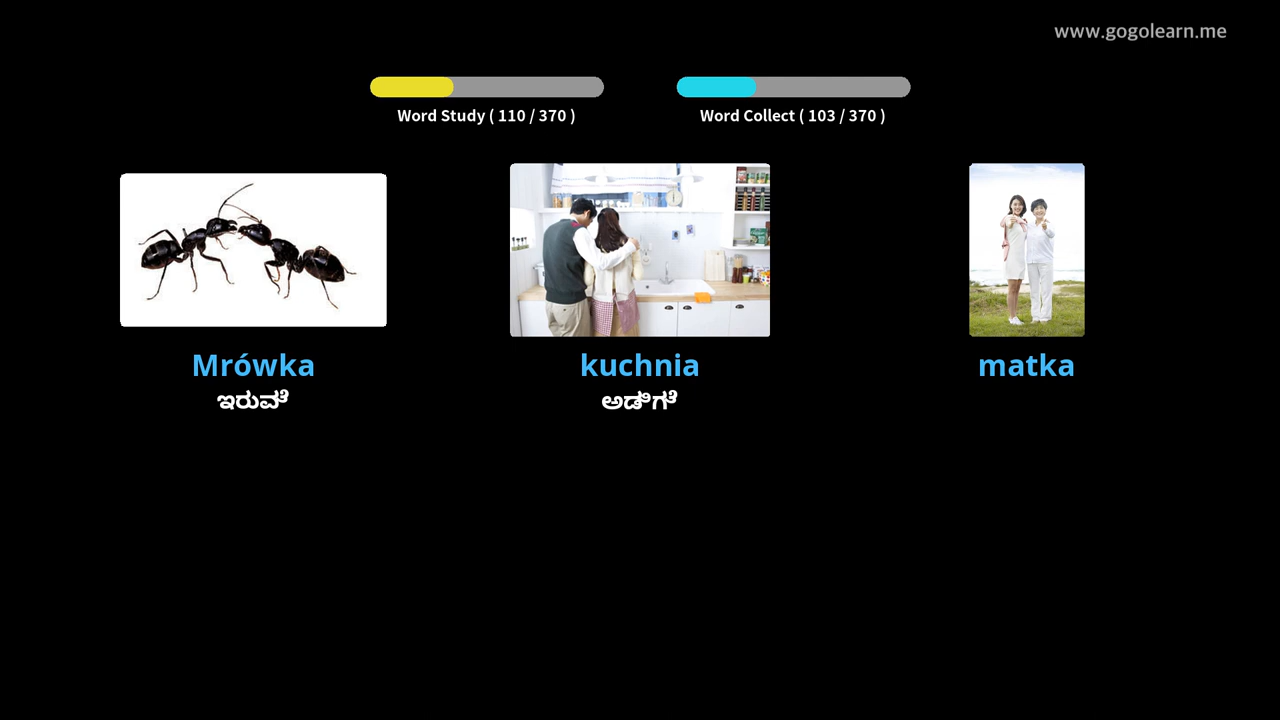 www.gogolearn.me
Word Study ( 110 / 370 )
Word Collect ( 103 / 370 )
Mrówka
kuchnia
matka
ಇರುವೆ
ಅಡಿಗೆ